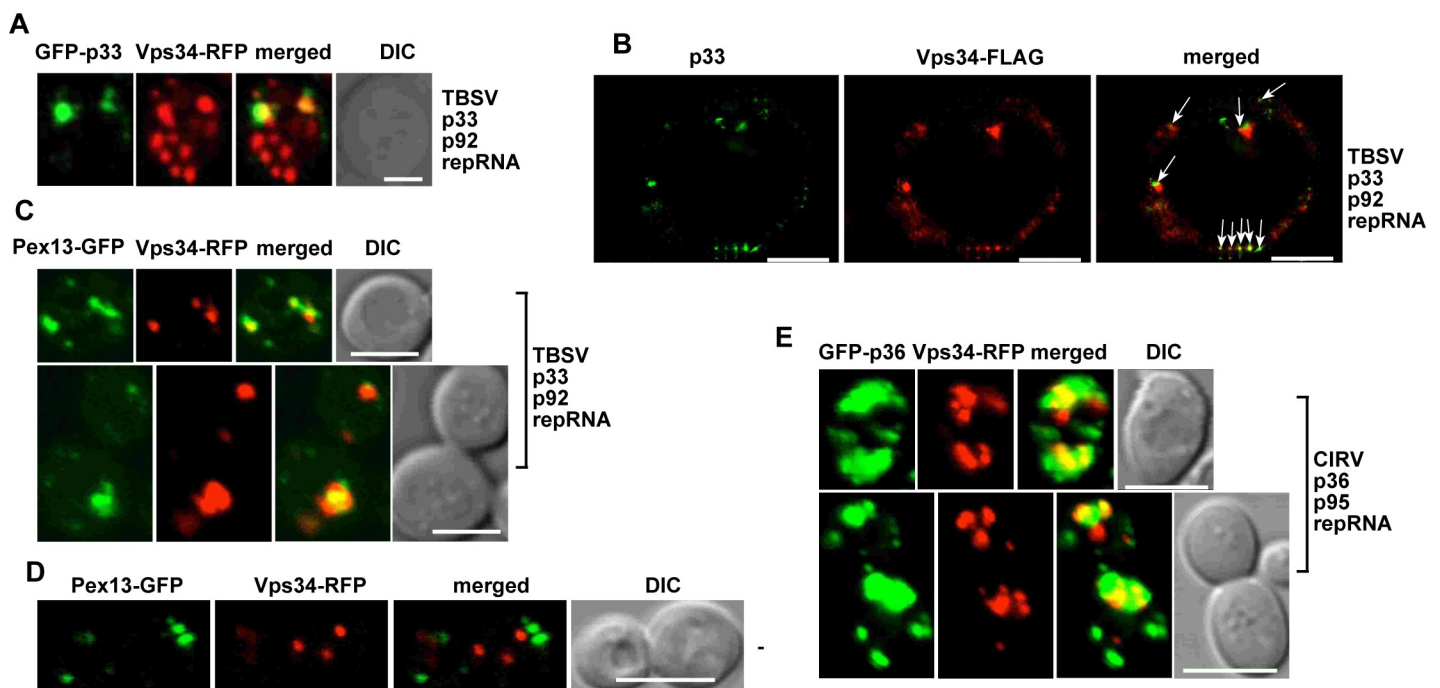 A
GFP-p33 Vps34-RFP merged DIC
TBSV
p33
p92
repRNA
B
p33 Vps34-FLAG merged
TBSV
p33
p92
repRNA
C
Pex13-GFP Vps34-RFP merged DIC
TBSV
p33
p92
repRNA
D
Pex13-GFP Vps34-RFP merged DIC
-
E
GFP-p36 Vps34-RFP merged DIC
CIRV
p36
p95
repRNA